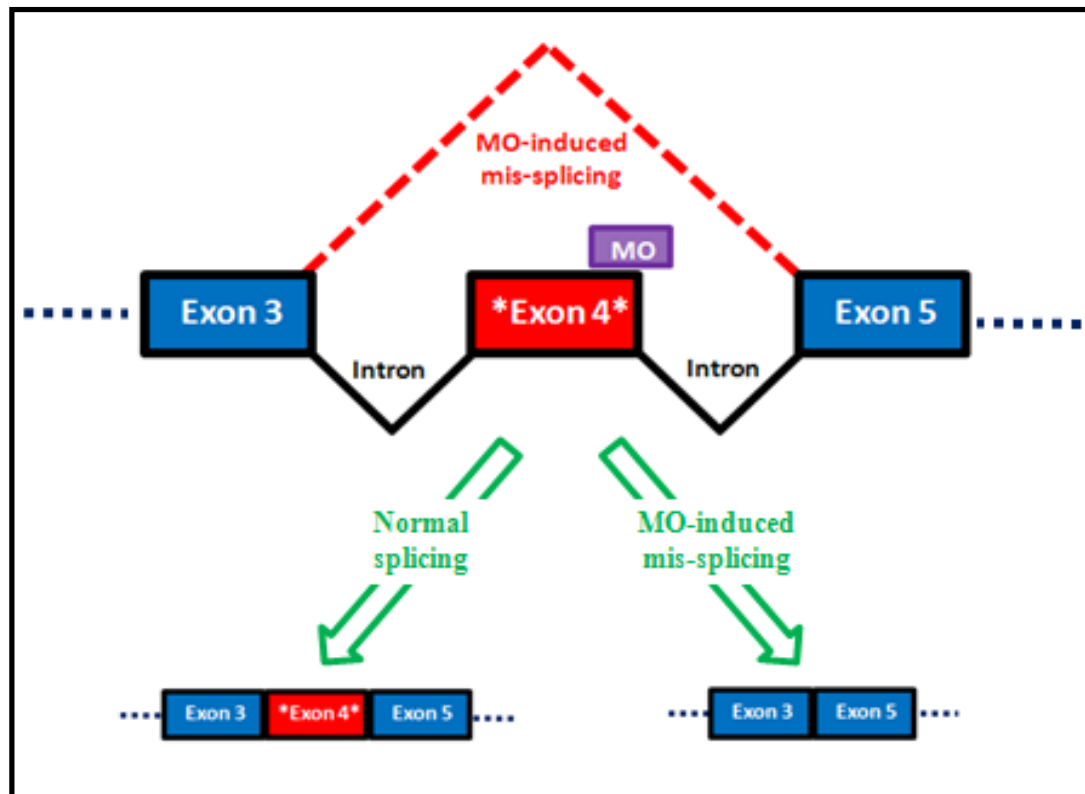 MO-induced
mis-splicing
MO
Exon 3
*Exon 4*
Exon 5
Intron
Intron
Normal
splicing
MO-induced
mis-splicing
Exon 3
*Exon 4*
Exon 5
Exon 3
Exon 5